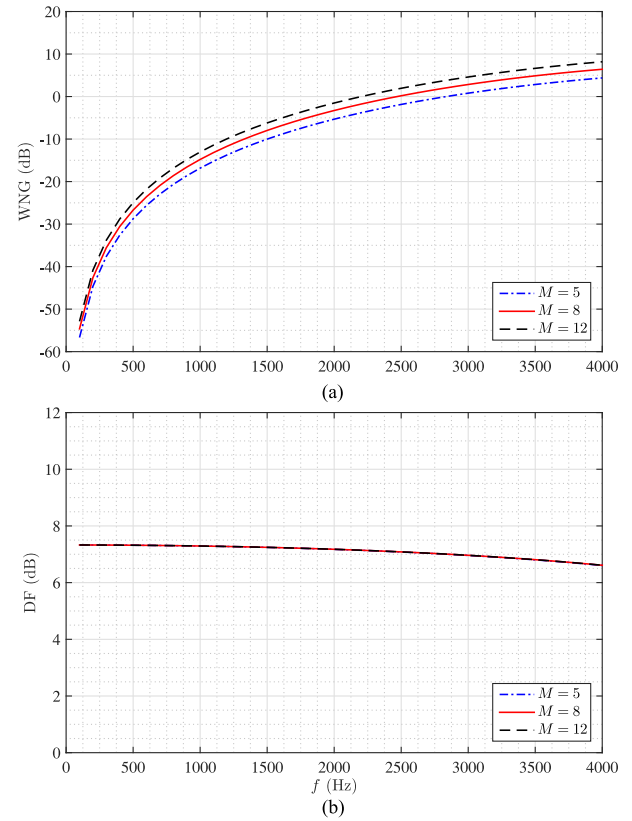 20
10
0
-10
-20
-30
-40
-50
-60
WNG (dB)
M = 5
M = 8
M = 12
0 500 1000 1500 2000 2500 3000 3500 4000
(a)
12
10
8
6
4
2
0
DF (dB)
M = 5
M = 8
M = 12
0 500 1000 1500 2000 2500 3000 3500 4000
f (Hz)
(b)